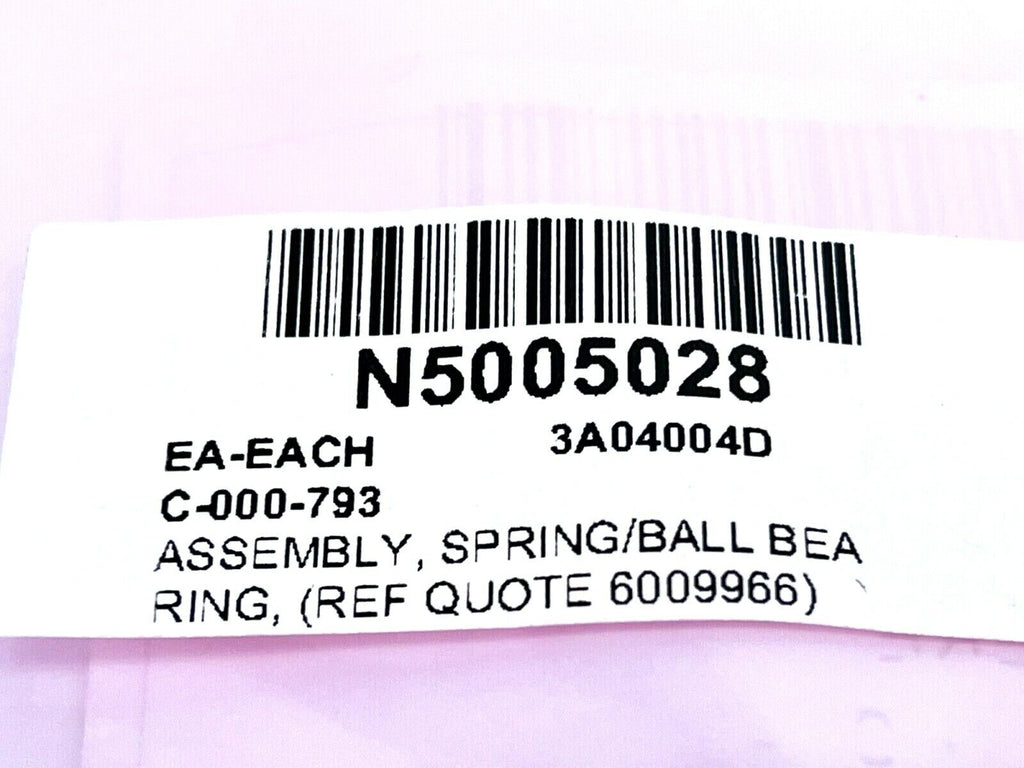 N5005028
EA-EACH 3A04004D
C-000-793
ASSEMBLY, SPRING/BALL BEA
RING, (REF QUOTE 6009966)